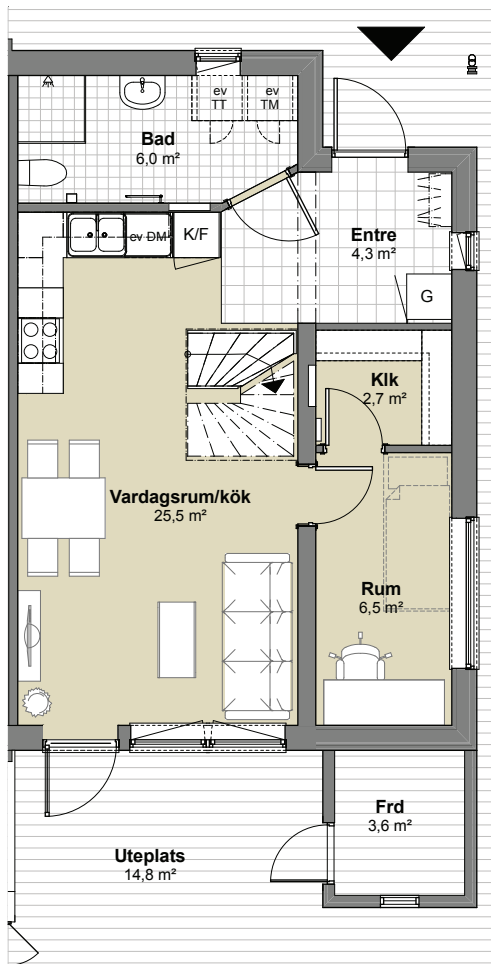 ev
TT
ev
TM
Bad
6,0 m²
ev DM
K/F
Entre
4,3 m²
G
Klk
2,7 m²
Vardagsrum/kök
25,5 m²
Rum
6,5 m²
Frd
3,6 m²
Uteplats
14,8 m²